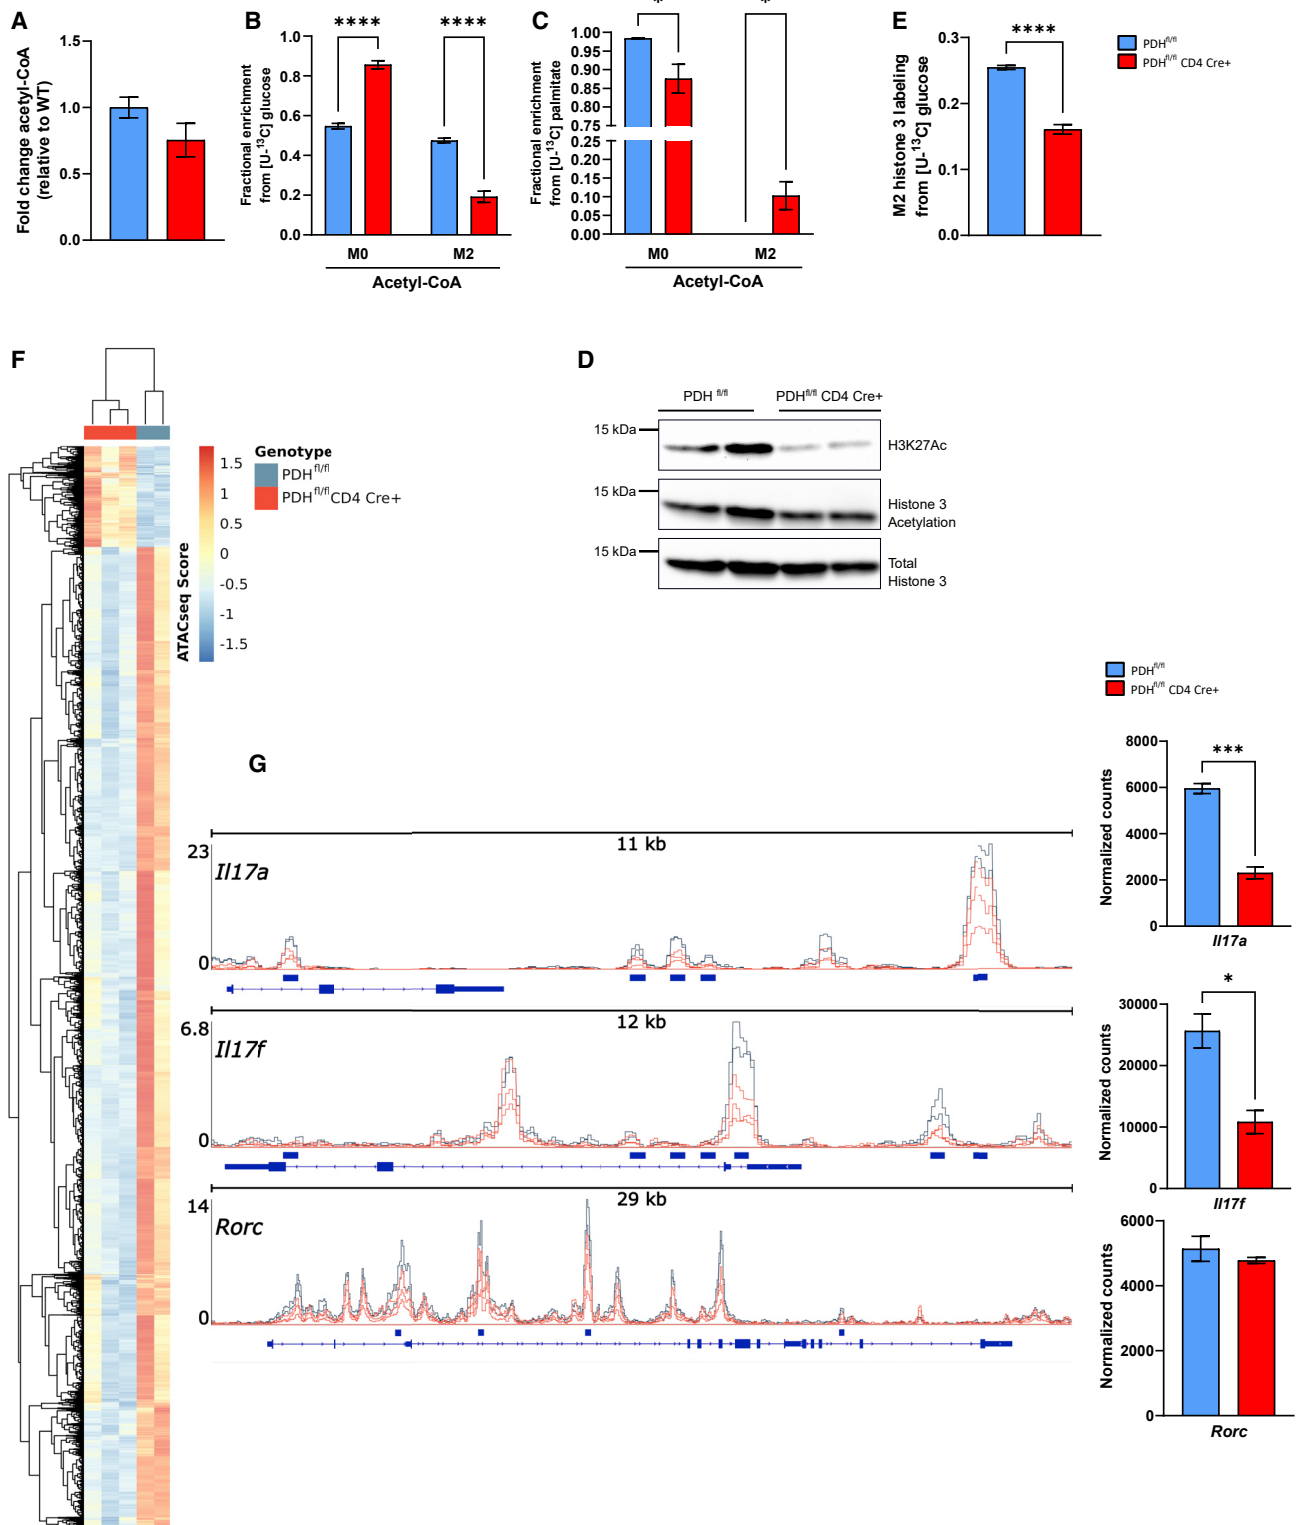 A
Fold change acetyl-CoA
(relative to WT)
1.5
1.0
0.5
0.0
B
Fractional enrichment
from [U-¹³C] glucose
1.0
0.8
0.6
0.4
0.2
0.0
****
****
M0
M2
Acetyl-CoA
C
Fractional enrichment
from [U-¹³C] palmitate
1.00
0.95
0.90
0.85
0.80
0.75
0.25
0.20
0.15
0.10
0.05
0.00
*
*
M0
M2
Acetyl-CoA
E
M2 histone 3 labeling
from [U-¹³C] glucose
0.3
0.2
0.1
0.0
****
PDHfl/fl
PDHfl/fl CD4 Cre+
F
Genotype
PDHfl/fl
PDHfl/fl CD4 Cre+
ATACseq Score
1.5
1
0.5
0
-0.5
-1
-1.5
D
PDH fl/fl
PDHfl/fl CD4 Cre+
15 kDa
H3K27Ac
15 kDa
Histone 3
Acetylation
15 kDa
Total
Histone 3
G
11 kb
23
Il17a
0
12 kb
6.8
Il17f
0
29 kb
14
Rorc
0
PDHfl/fl
PDHfl/fl CD4 Cre+
Normalized counts
8000
6000
4000
2000
0
***
Il17a
Normalized counts
30000
20000
10000
0
*
Il17f
Normalized counts
6000
4000
2000
0
Rorc